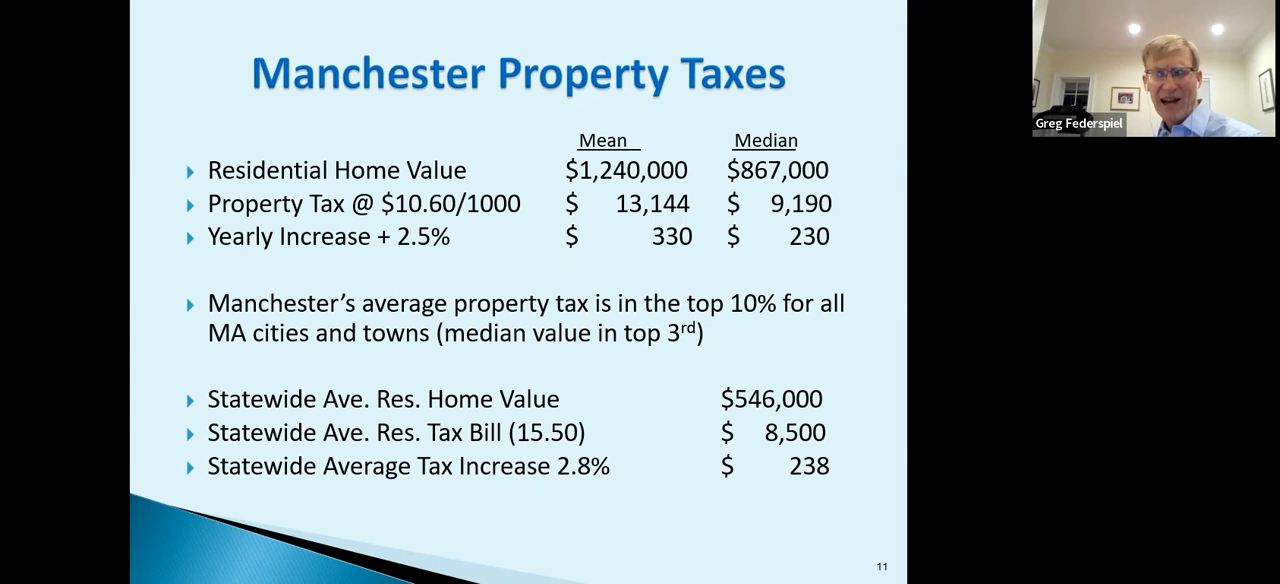 Manchester Property Taxes
Mean Median
Residential Home Value $1,240,000 $867,000
Property Tax @ $10.60/1000 $ 13,144 $ 9,190
Yearly Increase + 2.5% $ 330 $ 230
Manchester’s average property tax is in the top 10% for all
MA cities and towns (median value in top 3rd)
Statewide Ave. Res. Home Value $546,000
Statewide Ave. Res. Tax Bill (15.50) $ 8,500
Statewide Average Tax Increase 2.8% $ 238
11
Greg Federspiel